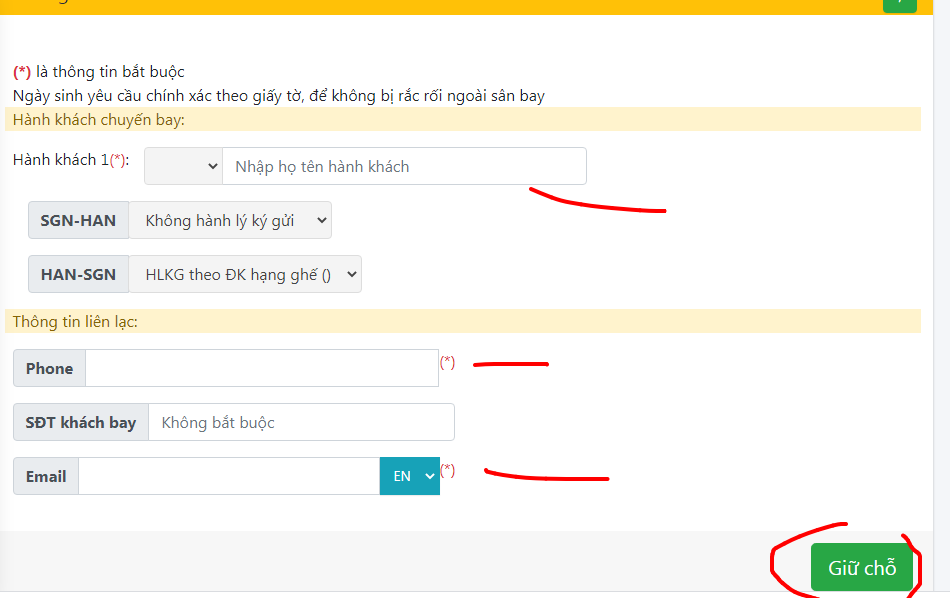 (*) là thông tin bắt buộc
Ngày sinh yêu cầu chính xác theo giấy tờ, để không bị rắc rối ngoài sân bay
Hành khách chuyến bay:
Hành khách 1(*): Nhập họ tên hành khách
SGN-HAN Không hành lý ký gửi
HAN-SGN HLKG theo ĐK hạng ghế ()
Thông tin liên lạc:
Phone (*)
SĐT khách bay Không bắt buộc
Email EN (*)
Giữ chỗ